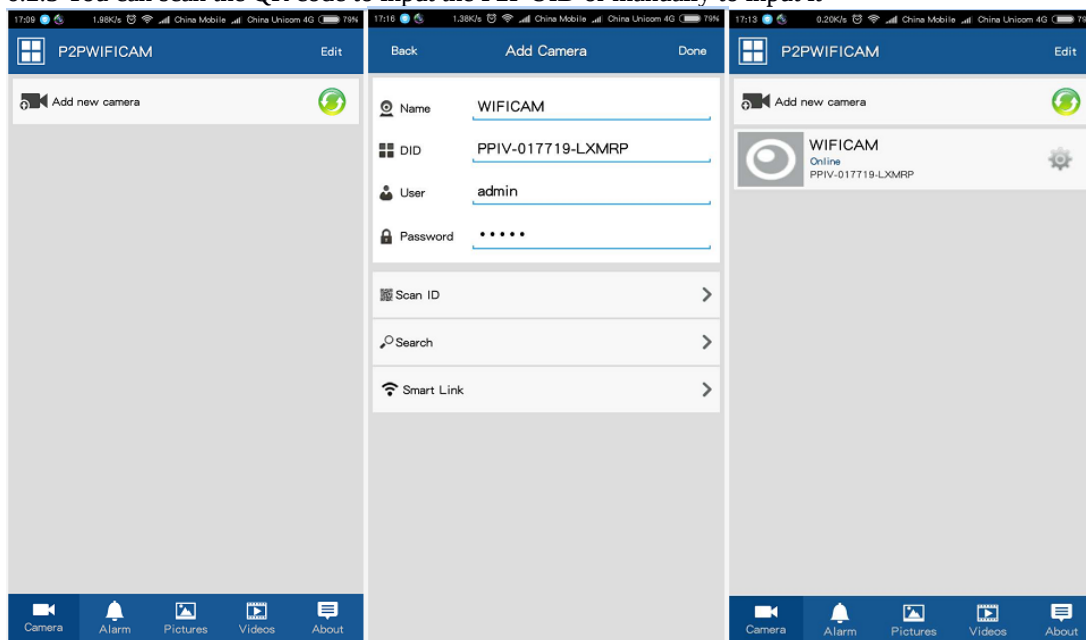 6.2.3 You can scan the QR code to input the P2P UID or manually to input it
17:09 1.98K/s China Mobile China Unicom 4G 79%
P2PWIFICAM Edit
Add new camera
Camera Alarm Pictures Videos About
17:16 1.38K/s China Mobile China Unicom 4G 79%
Back Add Camera Done
Name WIFICAM
DID PPIV-017719-LXMRP
User admin
Password •••••
Scan ID
Search
Smart Link
17:13 0.20K/s China Mobile China Unicom 4G 79
P2PWIFICAM Edit
Add new camera
WIFICAM
Online
PPIV-017719-LXMRP
Camera Alarm Pictures Videos About